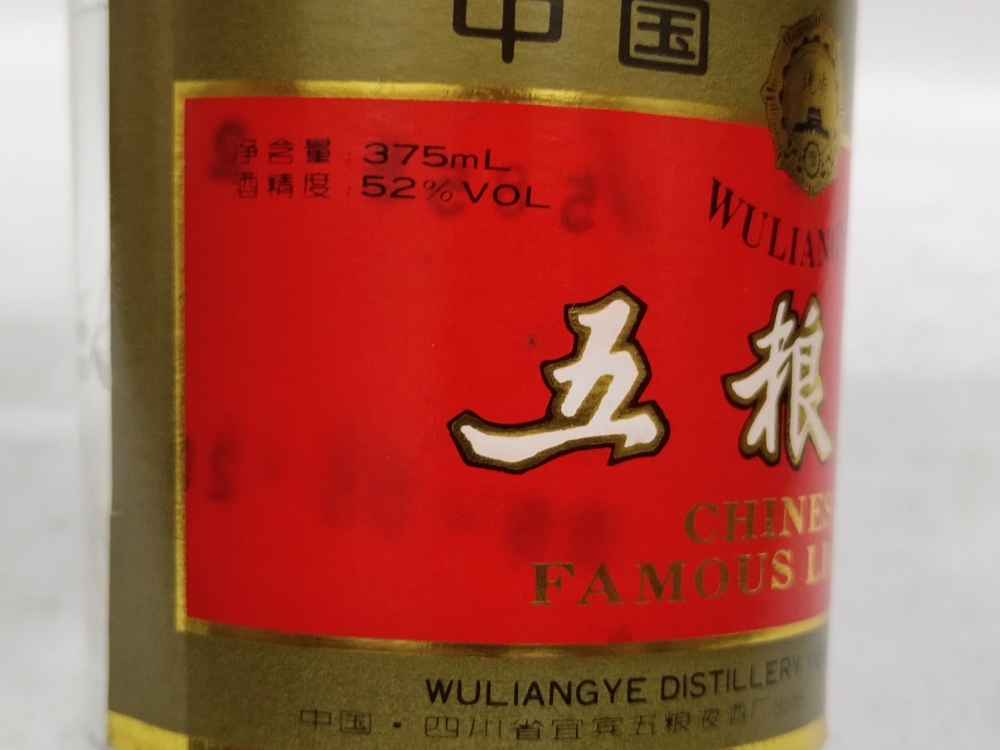 中国
净含量：375mL
酒精度：52%VOL
五粮
CHINES
FAMOUS LI
WULIANGYE DISTILLERY
中国·四川省宜宾五粮液酒厂